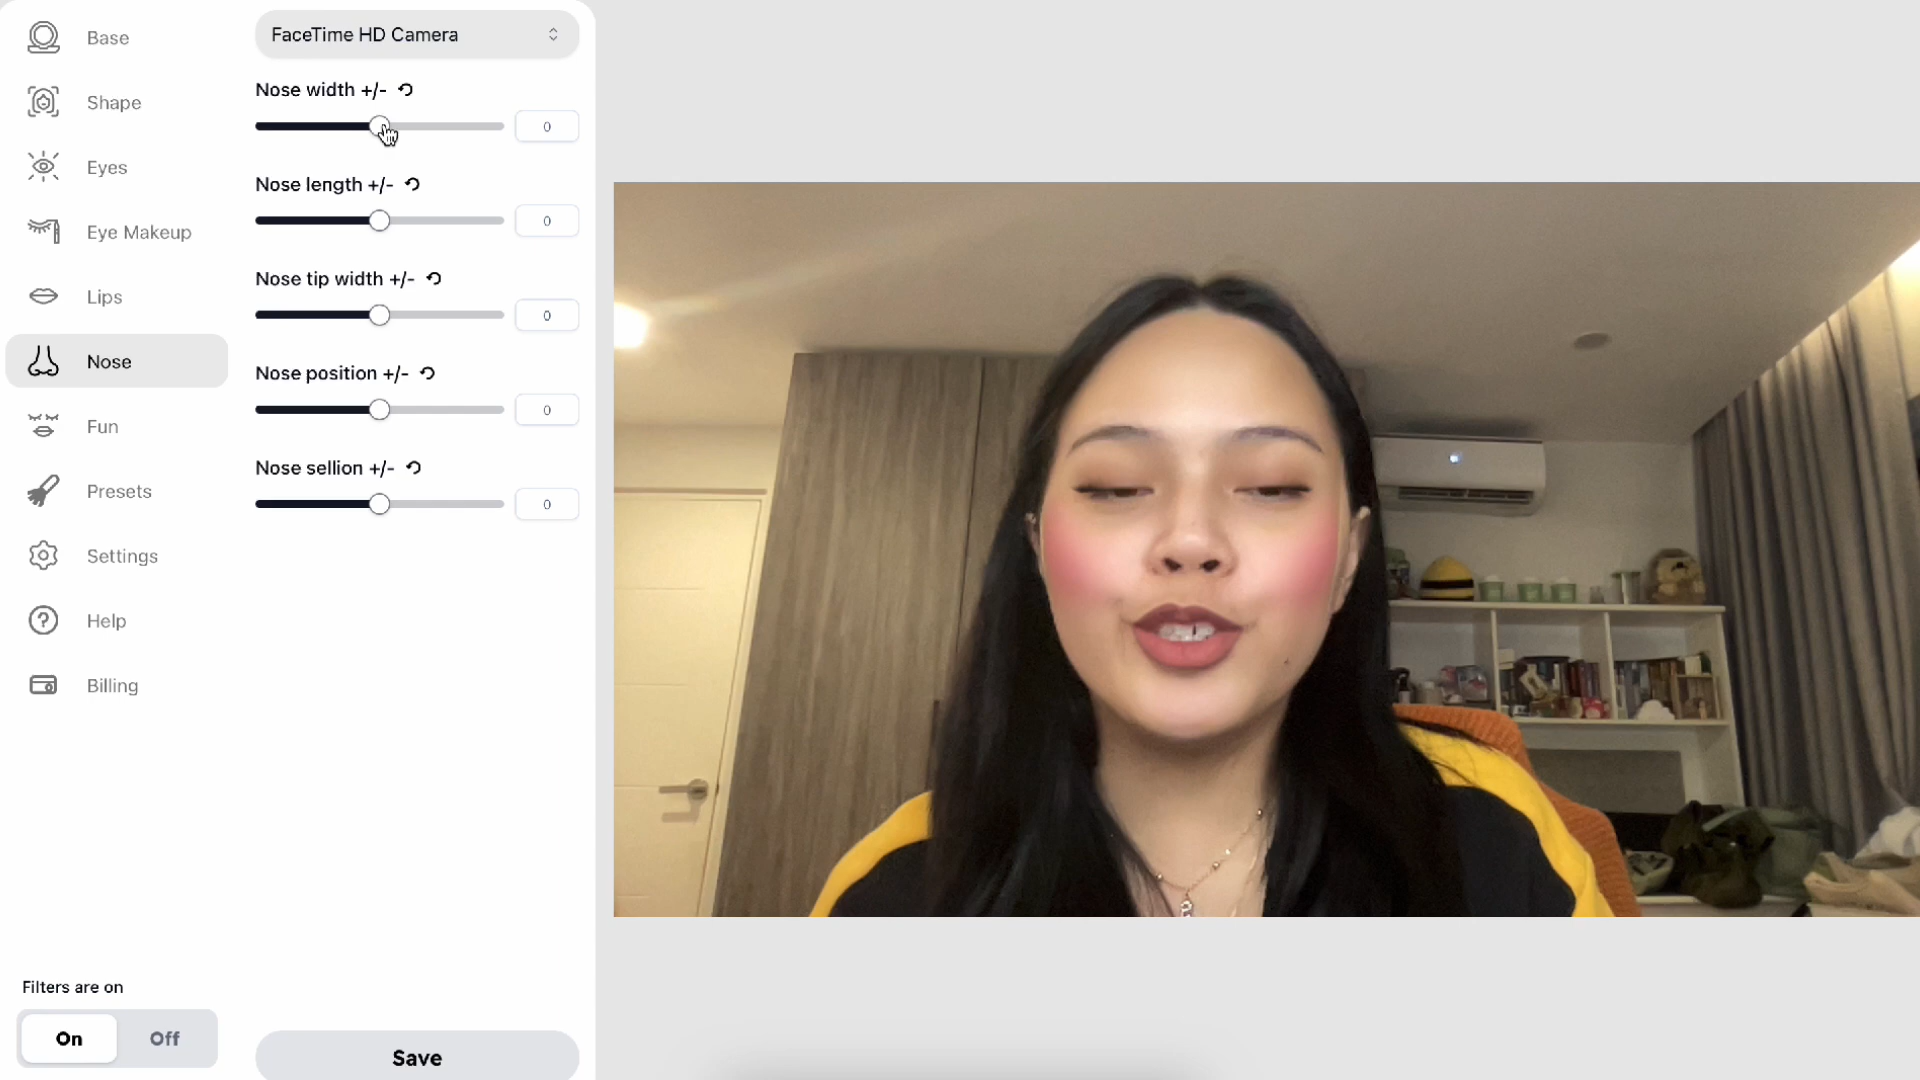 Base
Shape
Eyes
Eye Makeup
Lips
Nose
Fun
Presets
Settings
Help
Billing
Filters are on
On
Off
FaceTime HD Camera
Nose width +/-
0
Nose length +/-
0
Nose tip width +/-
0
Nose position +/-
0
Nose sellion +/-
0
Save